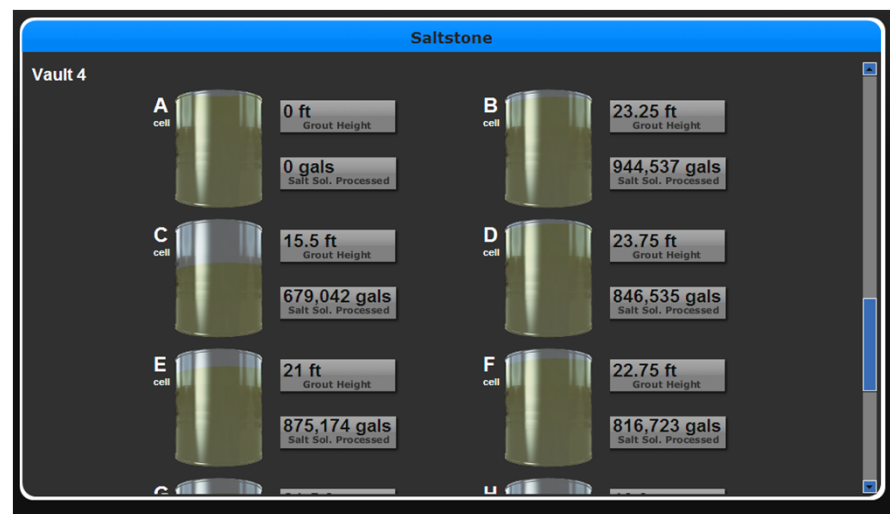 Saltstone
Vault 4
A
cell
0 ft
Grout Height
0 gals
Salt Sol. Processed
B
cell
23.25 ft
Grout Height
944,537 gals
Salt Sol. Processed
C
cell
15.5 ft
Grout Height
679,042 gals
Salt Sol. Processed
D
cell
23.75 ft
Grout Height
846,535 gals
Salt Sol. Processed
E
cell
21 ft
Grout Height
875,174 gals
Salt Sol. Processed
F
cell
22.75 ft
Grout Height
816,723 gals
Salt Sol. Processed
G
H